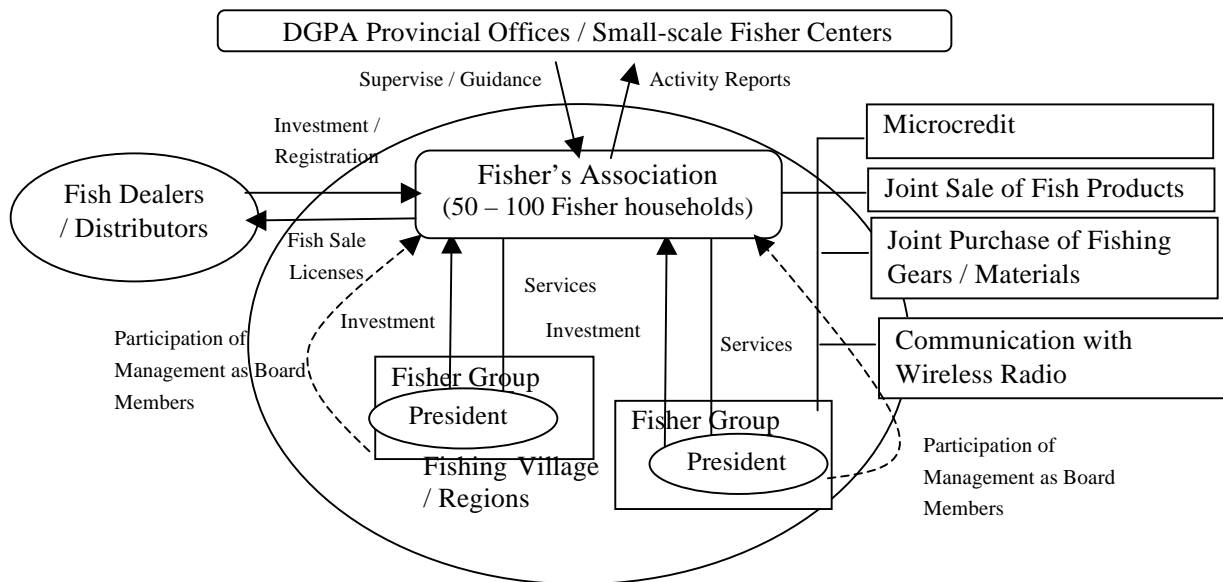 DGPA Provincial Offices / Small-scale Fisher Centers
Supervise / Guidance
Activity Reports
Investment /
Registration
Microcredit
Fish Dealers
/ Distributors
Fisher’s Association
(50 – 100 Fisher households)
Joint Sale of Fish Products
Fish Sale
Licenses
Joint Purchase of Fishing
Gears / Materials
Services
Investment
Investment
Services
Participation of
Management as Board
Members
Communication with
Wireless Radio
Fisher Group
President
Fisher Group
President
Fishing Village
/ Regions
Participation of
Management as Board
Members